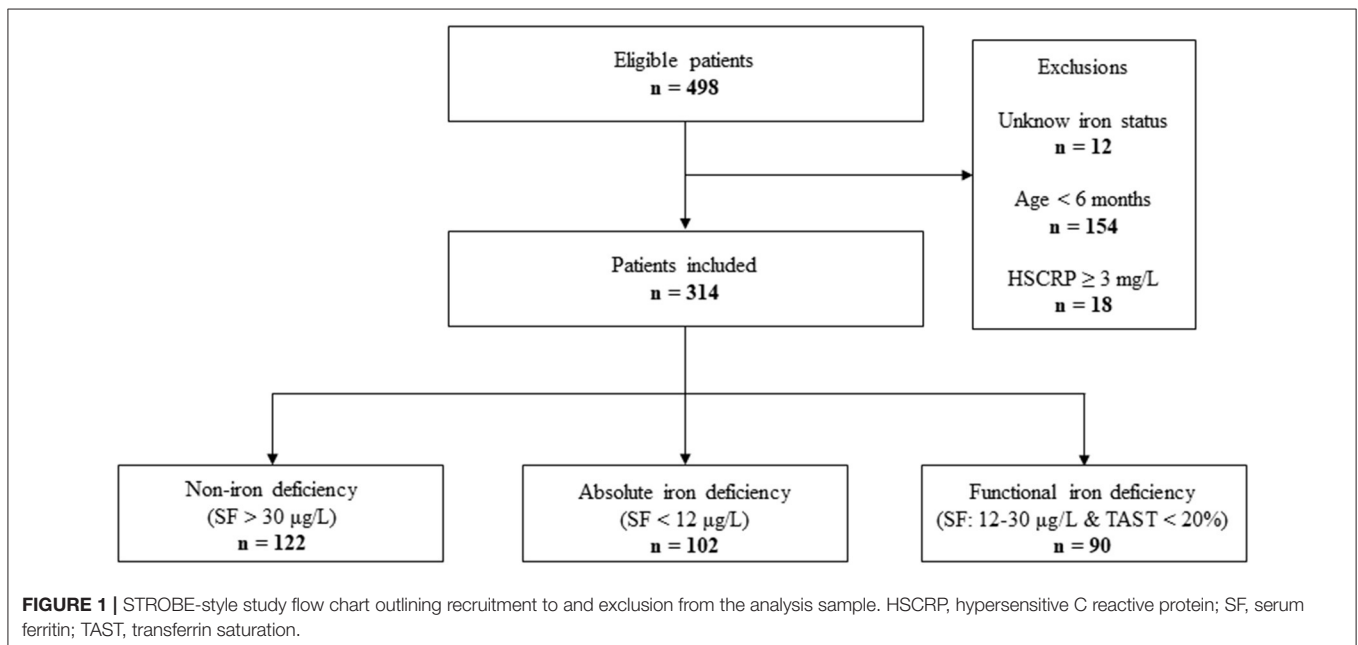 Eligible patients
n = 498
Exclusions
Unknow iron status
n = 12
Age < 6 months
n = 154
HSCRP ≥ 3 mg/L
n = 18
Patients included
n = 314
Non-iron deficiency
(SF > 30 µg/L)
n = 122
Absolute iron deficiency
(SF < 12 µg/L)
n = 102
Functional iron deficiency
(SF: 12-30 µg/L & TAST < 20%)
n = 90
FIGURE 1 | STROBE-style study flow chart outlining recruitment to and exclusion from the analysis sample. HSCRP, hypersensitive C reactive protein; SF, serum
ferritin; TAST, transferrin saturation.